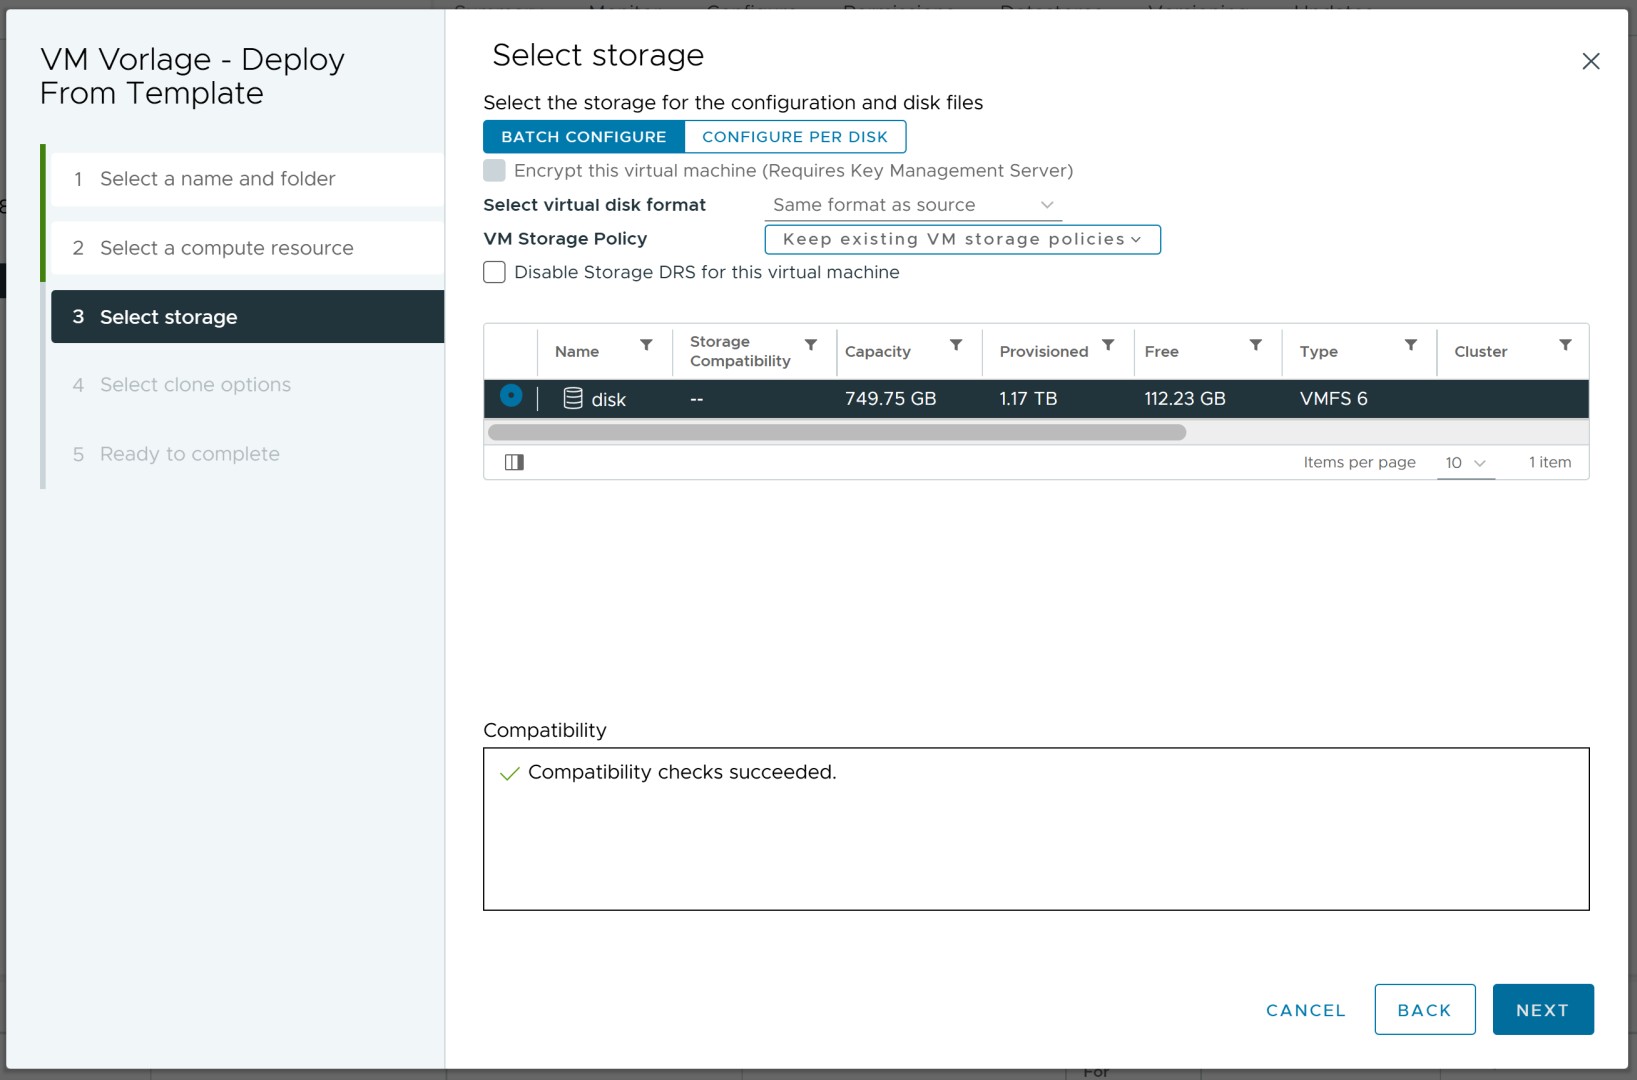 VM Vorlage - Deploy
From Template
1 Select a name and folder
2 Select a compute resource
3 Select storage
4 Select clone options
5 Ready to complete
Select storage
Select the storage for the configuration and disk files
BATCH CONFIGURE CONFIGURE PER DISK
Encrypt this virtual machine (Requires Key Management Server)
Select virtual disk format Same format as source
VM Storage Policy Keep existing VM storage policies
Disable Storage DRS for this virtual machine
Name Storage Compatibility Capacity Provisioned Free Type Cluster
disk -- 749.75 GB 1.17 TB 112.23 GB VMFS 6
Items per page 10 1 item
Compatibility
Compatibility checks succeeded.
CANCEL BACK NEXT
For